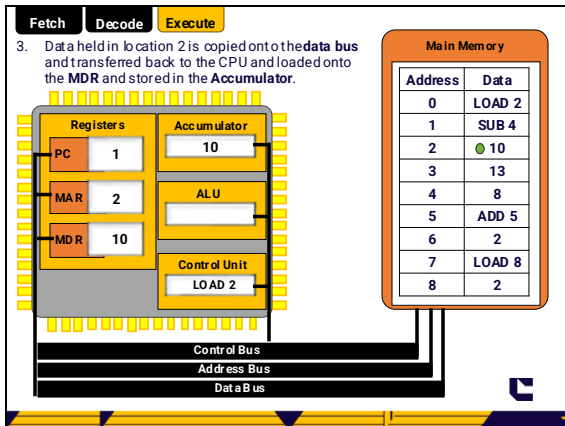 Fetch Decode Execute
3. Data held in location 2 is copied onto the data bus
and transferred back to the CPU and loaded onto
the MDR and stored in the Accumulator.
Registers
PC 1
MAR 2
MDR 10
Accumulator
10
ALU
Control Unit
LOAD 2
Main Memory
Address Data
0 LOAD 2
1 SUB 4
2 10
3 13
4 8
5 ADD 5
6 2
7 LOAD 8
8 2
Control Bus
Address Bus
Data Bus